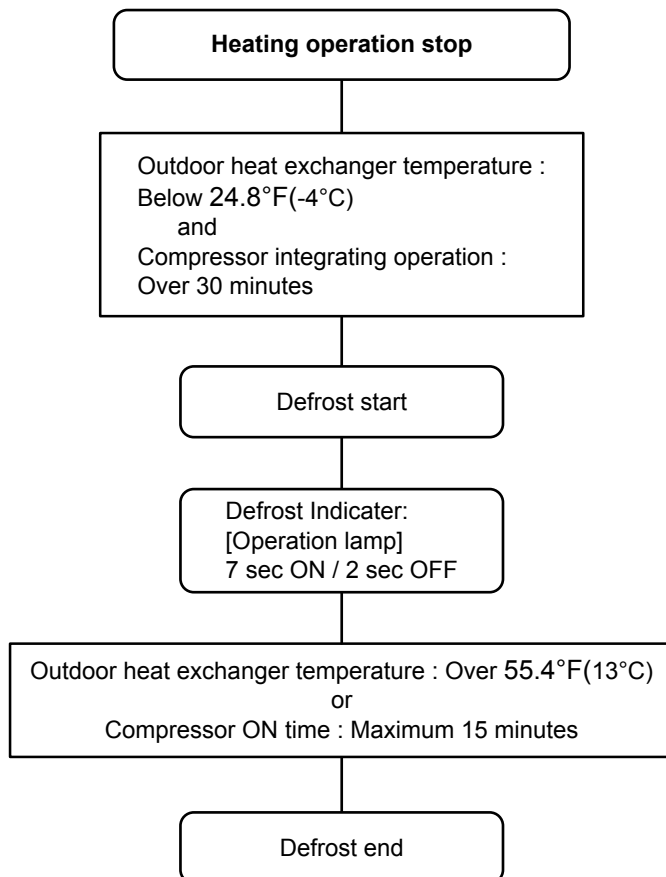 Heating operation stop
Outdoor heat exchanger temperature :
Below 24.8°F(-4°C)
and
Compressor integrating operation :
Over 30 minutes
Defrost start
Defrost Indicater:
[Operation lamp]
7 sec ON / 2 sec OFF
Outdoor heat exchanger temperature : Over 55.4°F(13°C)
or
Compressor ON time : Maximum 15 minutes
Defrost end